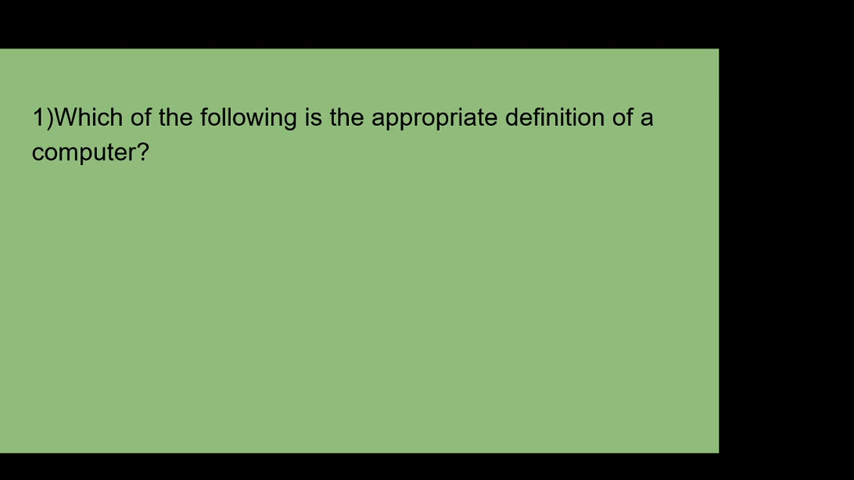 1)Which of the following is the appropriate definition of a
computer?